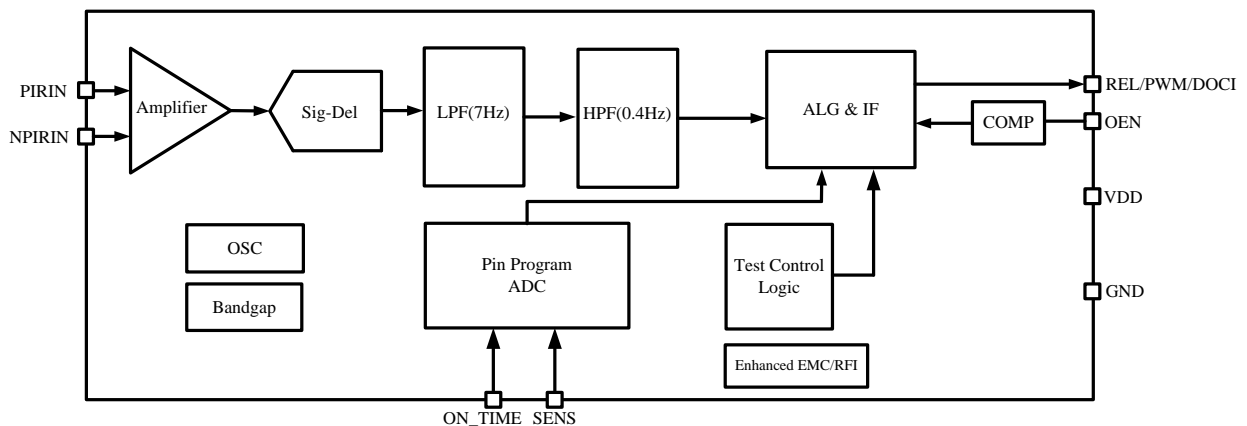 PIRIN
NPIRIN
Amplifier
Sig-Del
LPF(7Hz)
HPF(0.4Hz)
ALG & IF
COMP
REL/PWM/DOCI
OEN
VDD
GND
OSC
Bandgap
Pin Program
ADC
Test Control
Logic
Enhanced EMC/RFI
ON_TIME
SENS